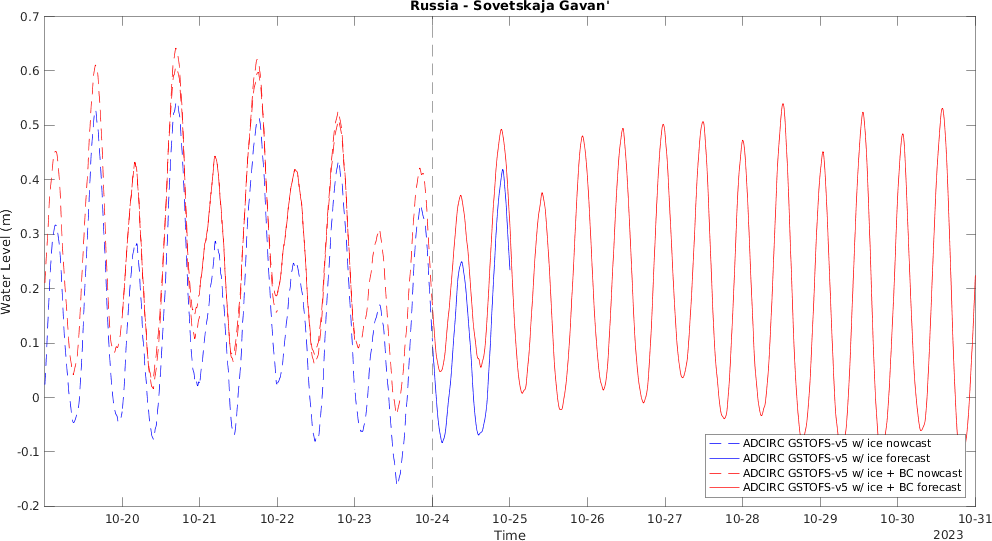 Russia - Sovetskaja Gavan'
0.7
0.6
0.5
0.4
0.3
0.2
0.1
0
-0.1
-0.2
Water Level (m)
ADCIRC GSTOFS-v5 w/ ice nowcast
ADCIRC GSTOFS-v5 w/ ice forecast
ADCIRC GSTOFS-v5 w/ ice + BC nowcast
ADCIRC GSTOFS-v5 w/ ice + BC forecast
10-20 10-21 10-22 10-23 10-24 10-25 10-26 10-27 10-28 10-29 10-30 10-31
Time
2023